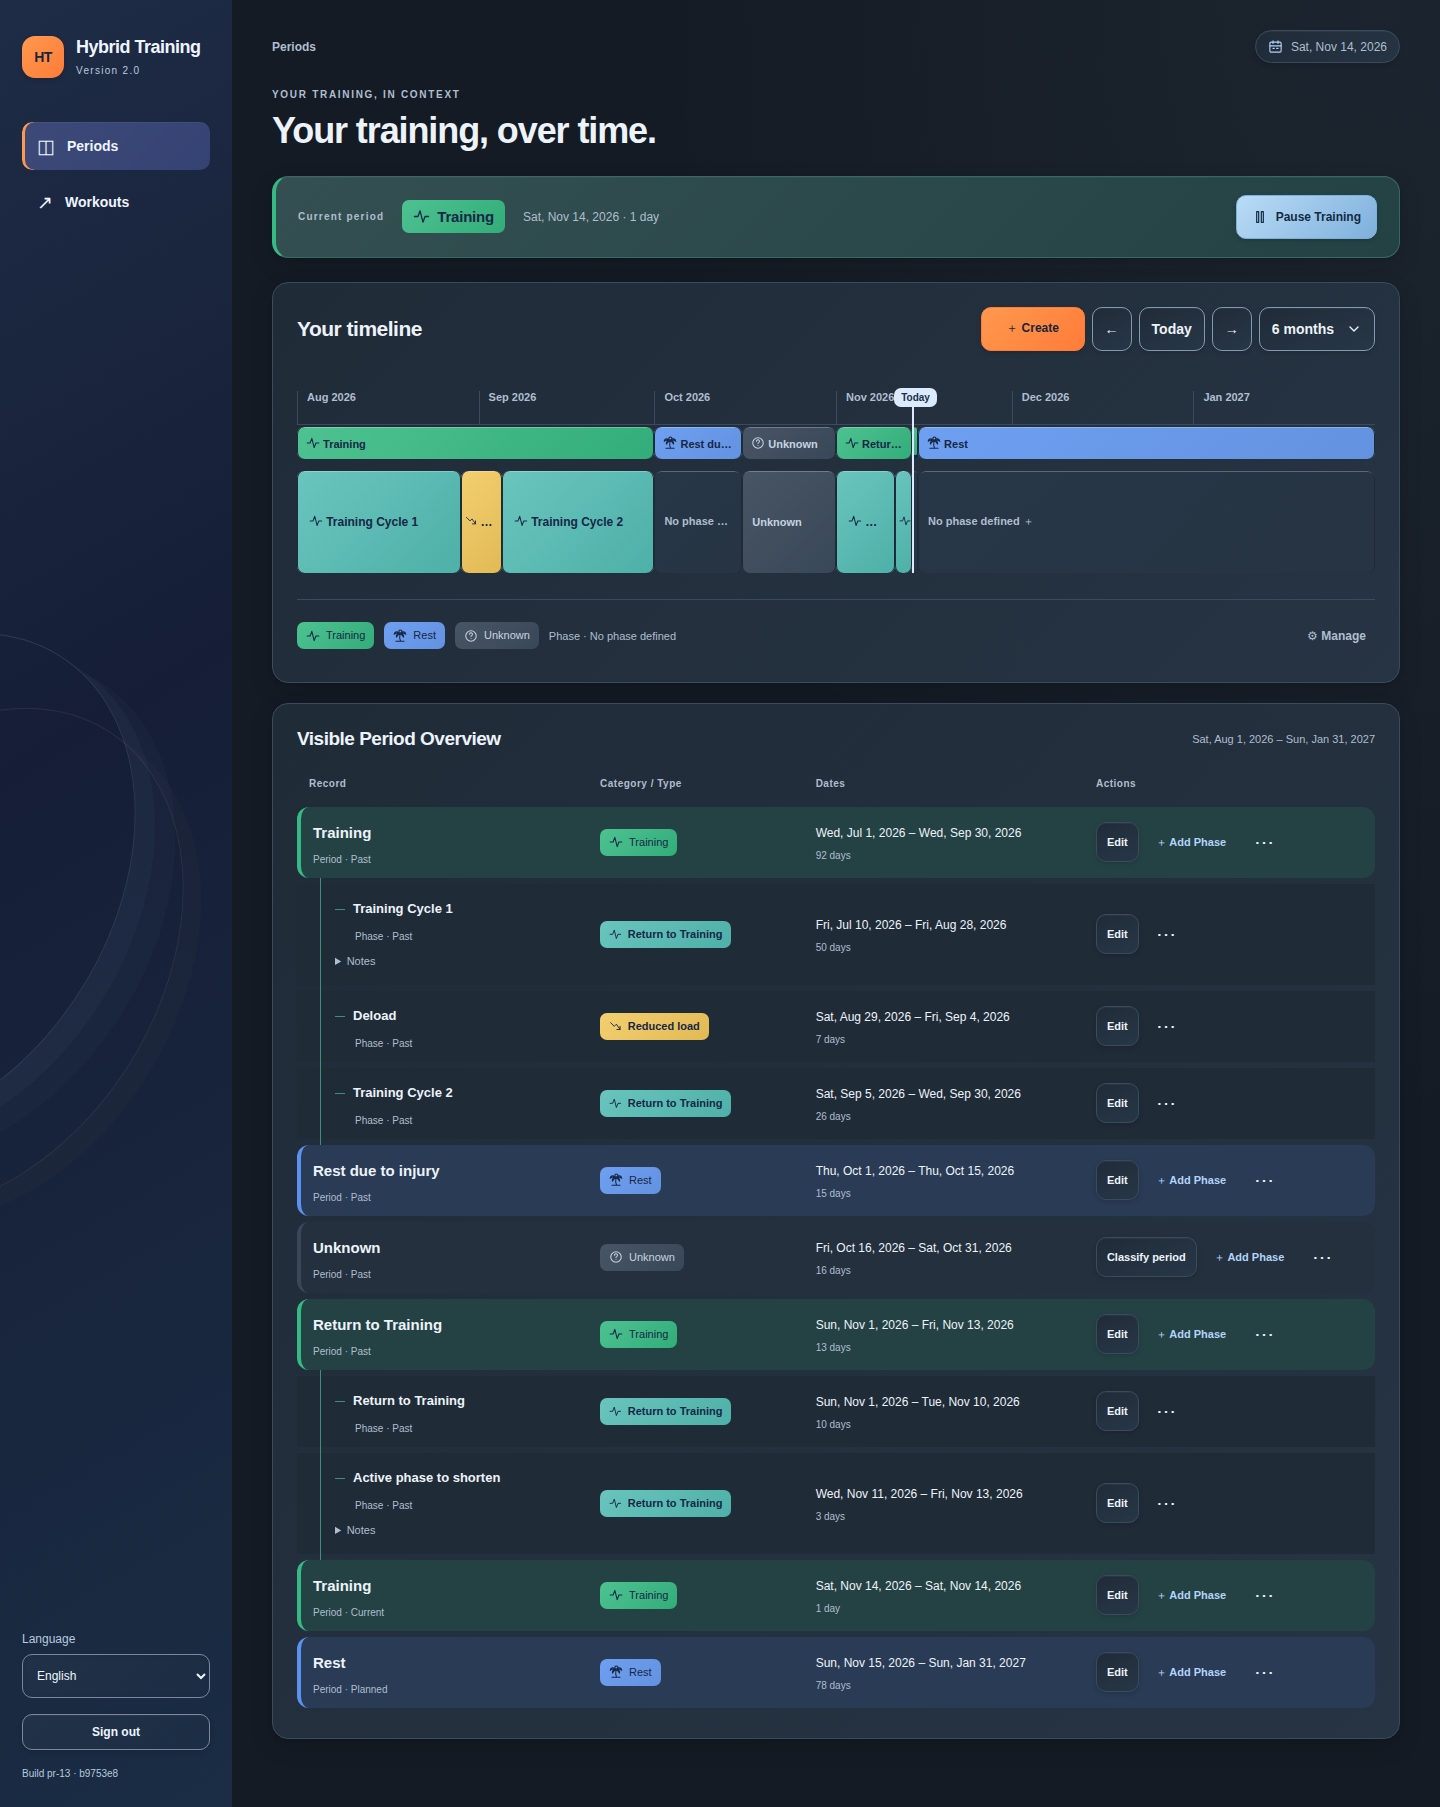 HT
Hybrid Training
Version 2.0
Periods
Workouts
Language
English
Sign out
Build pr-13 · b9753e8
Periods
Sat, Nov 14, 2026
YOUR TRAINING, IN CONTEXT
Your training, over time.
Current period
Training
Sat, Nov 14, 2026 · 1 day
Pause Training
Your timeline
+ Create
←
Today
→
6 months
Aug 2026
Sep 2026
Oct 2026
Nov 2026
Today
Dec 2026
Jan 2027
Training
Rest du…
Unknown
Retur…
Rest
Training Cycle 1
…
Training Cycle 2
No phase …
Unknown
…
No phase defined +
Training
Rest
Unknown
Phase · No phase defined
⚙ Manage
Visible Period Overview
Sat, Aug 1, 2026 – Sun, Jan 31, 2027
Record
Category / Type
Dates
Actions
Training
Period · Past
Training
Wed, Jul 1, 2026 – Wed, Sep 30, 2026
92 days
Edit
+ Add Phase
···
— Training Cycle 1
Phase · Past
▶ Notes
Return to Training
Fri, Jul 10, 2026 – Fri, Aug 28, 2026
50 days
Edit
···
— Deload
Phase · Past
Reduced load
Sat, Aug 29, 2026 – Fri, Sep 4, 2026
7 days
Edit
···
— Training Cycle 2
Phase · Past
Return to Training
Sat, Sep 5, 2026 – Wed, Sep 30, 2026
26 days
Edit
···
Rest due to injury
Period · Past
Rest
Thu, Oct 1, 2026 – Thu, Oct 15, 2026
15 days
Edit
+ Add Phase
···
Unknown
Period · Past
Unknown
Fri, Oct 16, 2026 – Sat, Oct 31, 2026
16 days
Classify period
+ Add Phase
···
Return to Training
Period · Past
Training
Sun, Nov 1, 2026 – Fri, Nov 13, 2026
13 days
Edit
+ Add Phase
···
— Return to Training
Phase · Past
Return to Training
Sun, Nov 1, 2026 – Tue, Nov 10, 2026
10 days
Edit
···
— Active phase to shorten
Phase · Past
▶ Notes
Return to Training
Wed, Nov 11, 2026 – Fri, Nov 13, 2026
3 days
Edit
···
Training
Period · Current
Training
Sat, Nov 14, 2026 – Sat, Nov 14, 2026
1 day
Edit
+ Add Phase
···
Rest
Period · Planned
Rest
Sun, Nov 15, 2026 – Sun, Jan 31, 2027
78 days
Edit
+ Add Phase
···